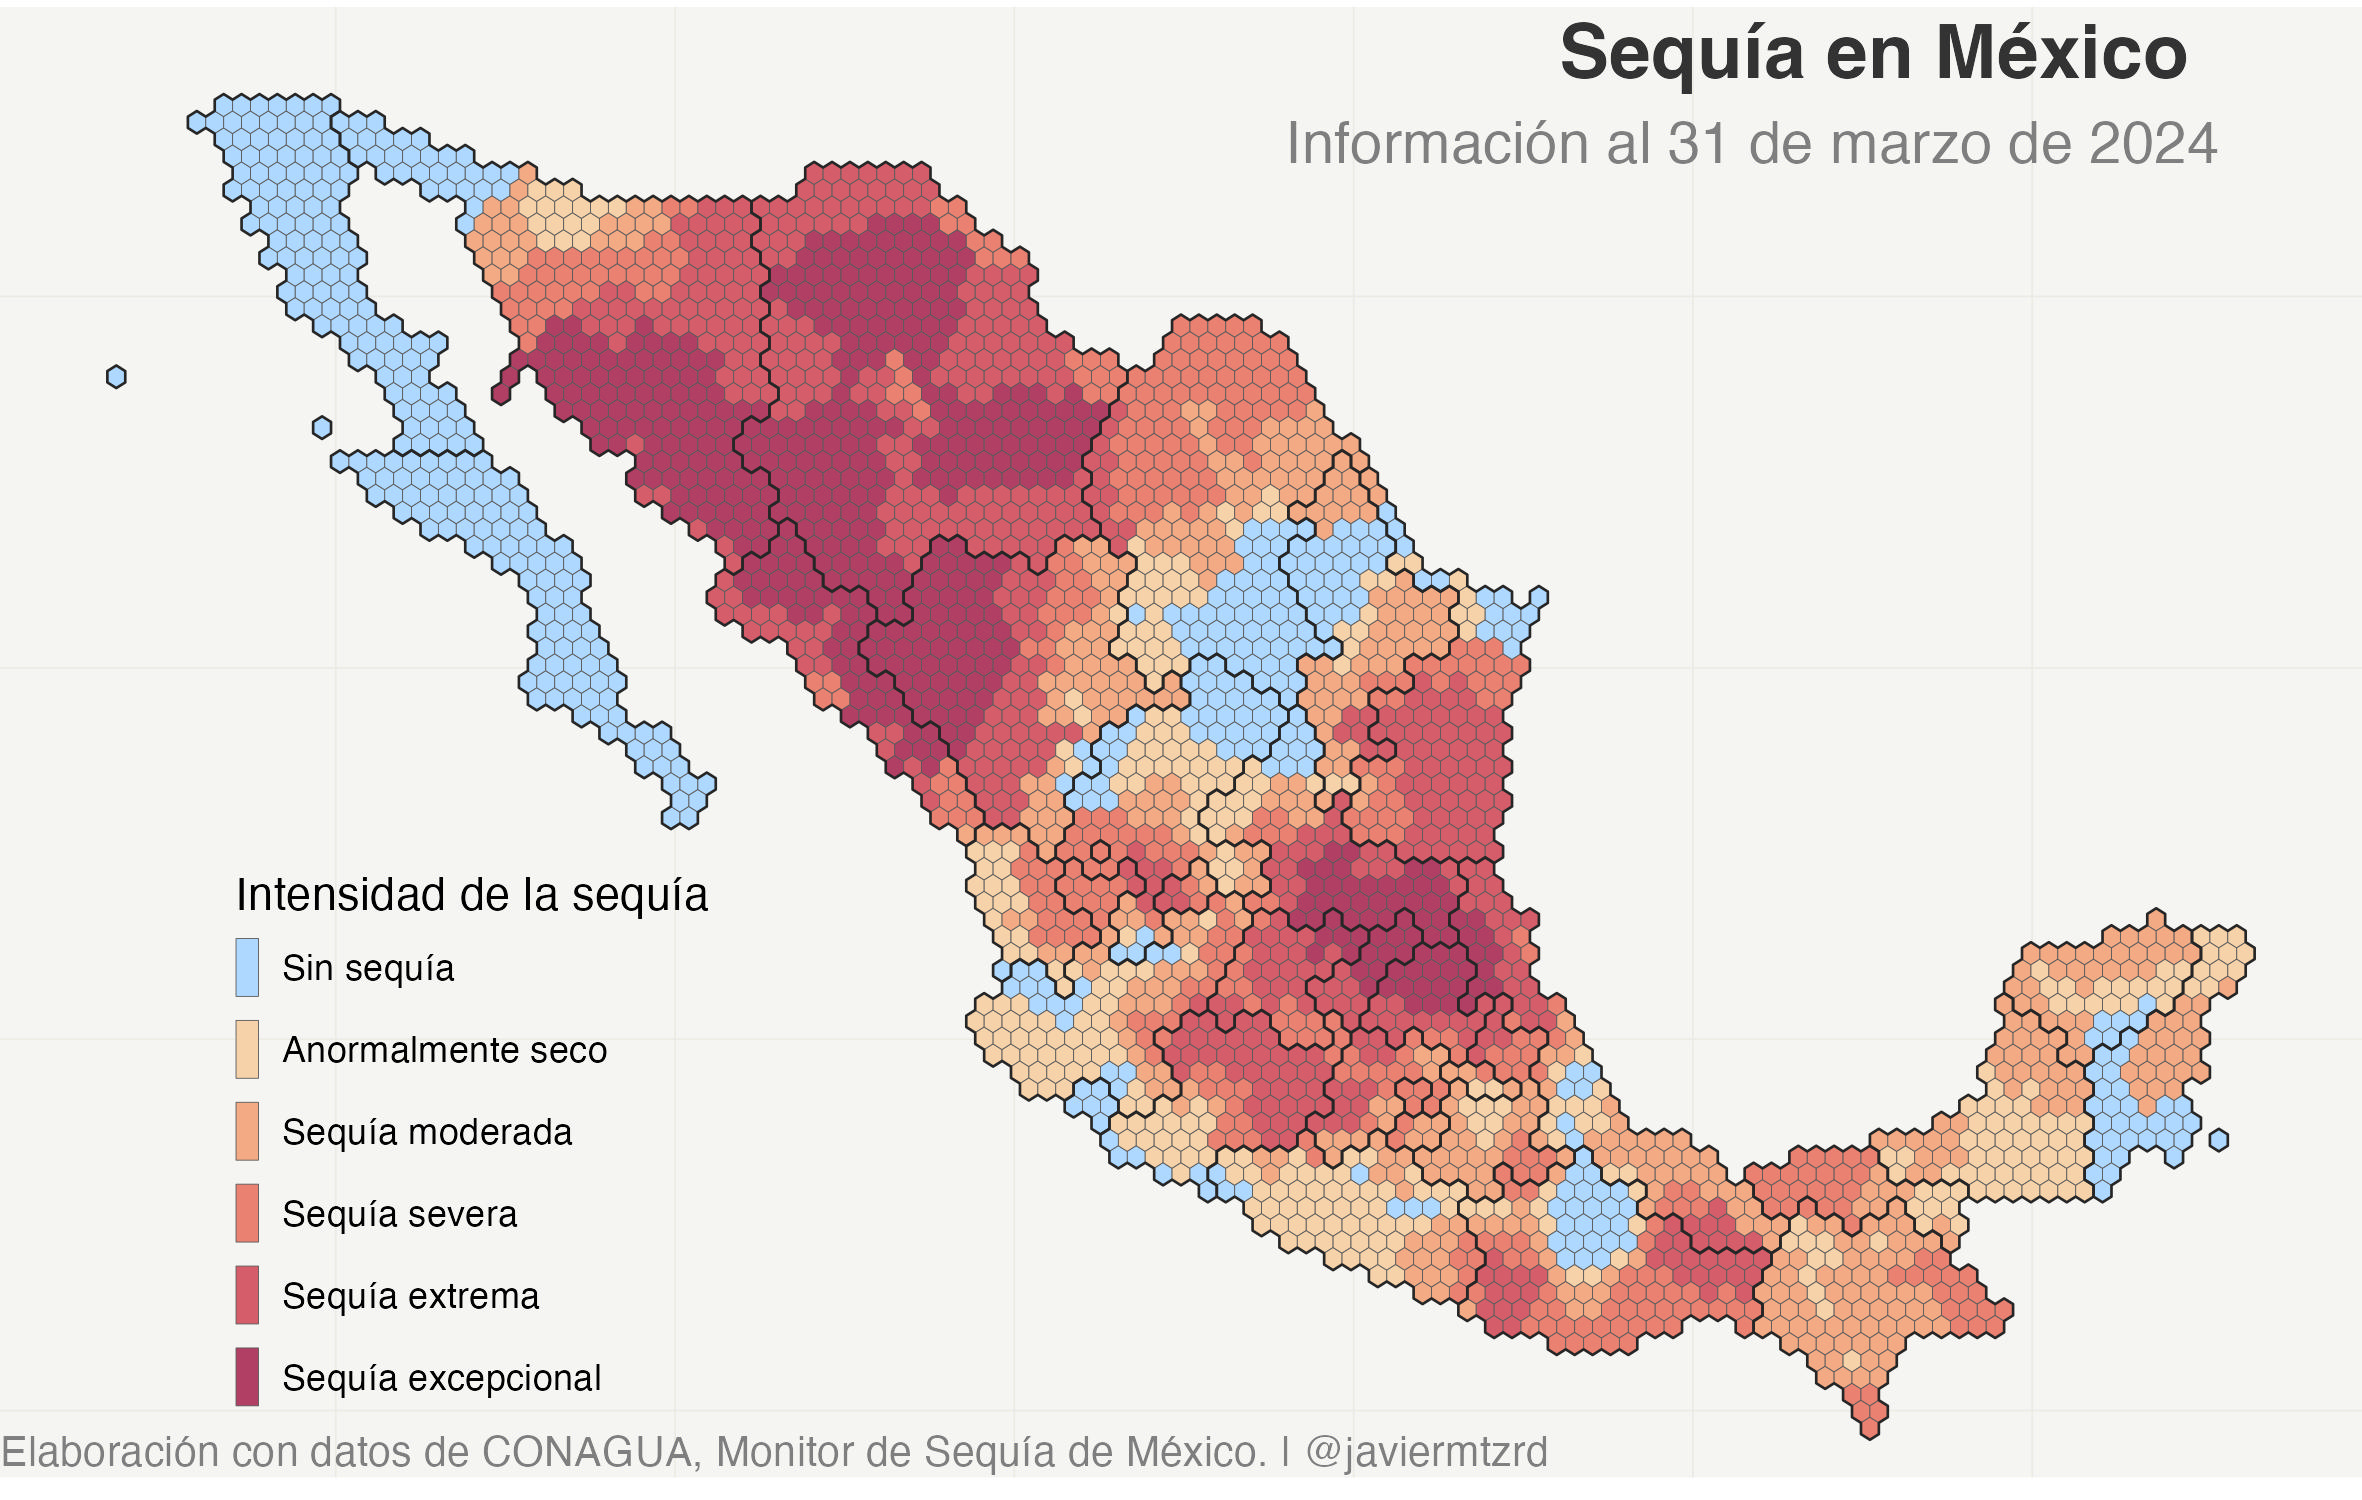 Sequía en México
Información al 31 de marzo de 2024
Intensidad de la sequía
Sin sequía
Anormalmente seco
Sequía moderada
Sequía severa
Sequía extrema
Sequía excepcional
Elaboración con datos de CONAGUA, Monitor de Sequía de México. | @javiermtzrd